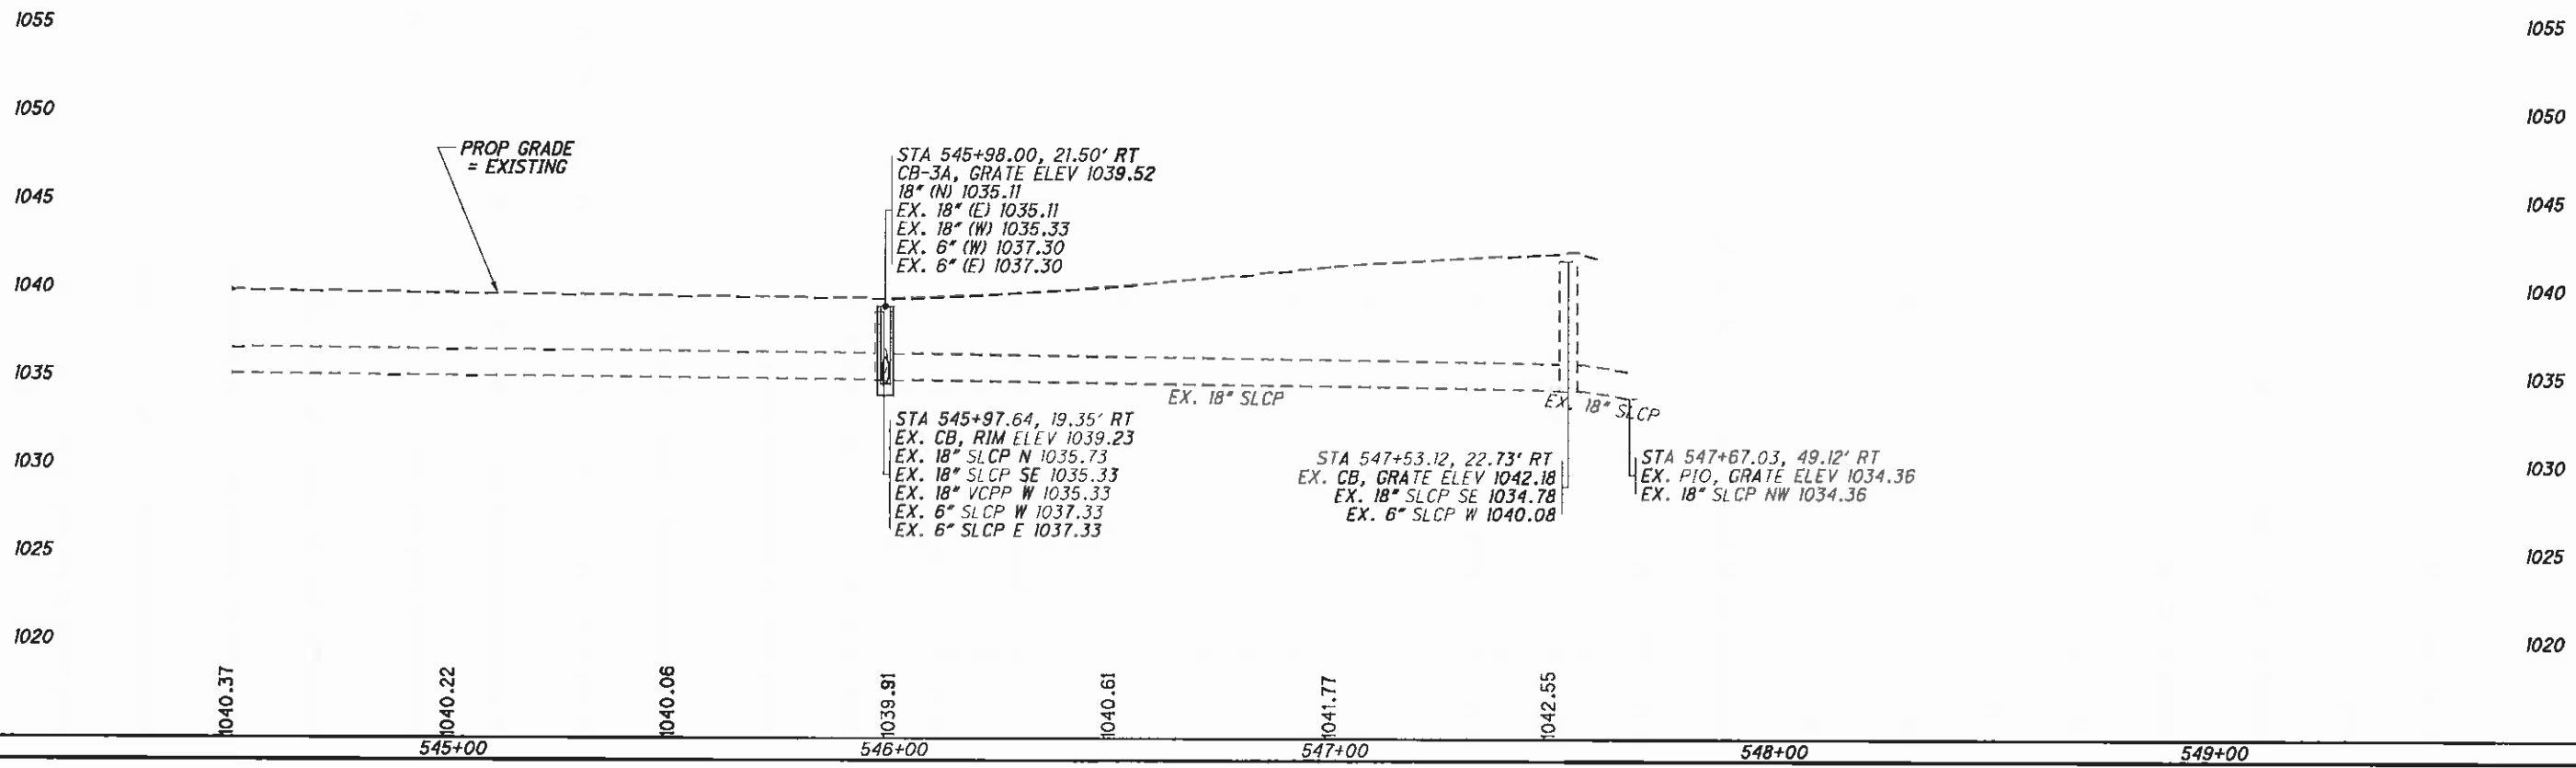 1055
1055
1050
1050
PROP GRADE
= EXISTING
STA 545+98.00, 21.50' RT
CB-3A, GRATE ELEV 1039.52
18" (N) 1035.11
EX. 18" (E) 1035.11
EX. 18" (W) 1035.33
EX. 6" (W) 1037.30
EX. 6" (E) 1037.30
1045
1045
1040
1040
1035
1035
EX. 18" SLCP
EX. 18" SLCP
STA 545+97.64, 19.35' RT
EX. CB, RIM ELEV 1039.23
EX. 18" SLCP N 1035.73
EX. 18" SLCP SE 1035.33
EX. 18" VCPP W 1035.33
EX. 6" SLCP W 1037.33
EX. 6" SLCP E 1037.33
STA 547+53.12, 22.73' RT
EX. CB, GRATE ELEV 1042.18
EX. 18" SLCP SE 1034.78
EX. 6" SLCP W 1040.08
STA 547+67.03, 49.12' RT
EX. PIO, GRATE ELEV 1034.36
EX. 18" SLCP NW 1034.36
1030
1030
1025
1025
1020
1020
1040.37
1040.22
1040.06
1039.91
1040.61
1041.77
1042.55
545+00
546+00
547+00
548+00
549+00